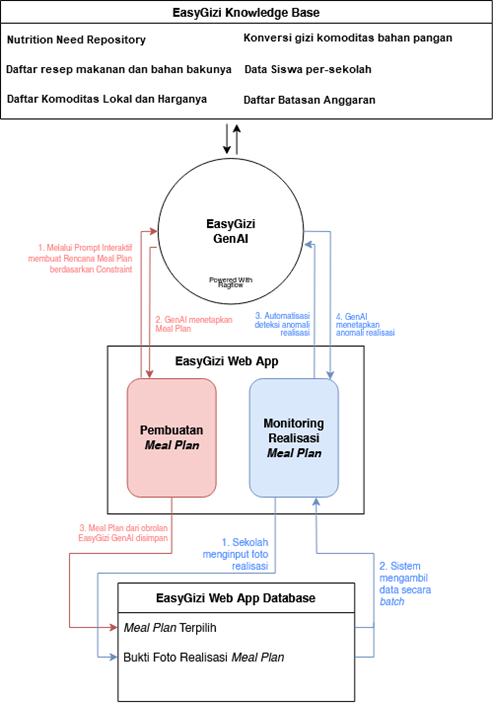 EasyGizi Knowledge Base
Nutrition Need Repository
Konversi gizi komoditas bahan pangan
Daftar resep makanan dan bahan bakunya
Data Siswa per-sekolah
Daftar Komoditas Lokal dan Harganya
Daftar Batasan Anggaran
EasyGizi
GenAI
Powered With
Ragflow
1. Melalui Prompt Interaktif
membuat Rencana Meal Plan
berdasarkan Constraint
2. GenAI menetapkan
Meal Plan
3. Automatisasi
deteksi anomali
realisasi
4. GenAI
menetapkan
anomali realisasi
EasyGizi Web App
Pembuatan
Meal Plan
Monitoring
Realisasi
Meal Plan
3. Meal Plan dari obrolan
EasyGizi GenAI disimpan
1. Sekolah
menginput foto
realisasi
2. Sistem
mengambil
data secara
batch
EasyGizi Web App Database
Meal Plan Terpilih
Bukti Foto Realisasi Meal Plan